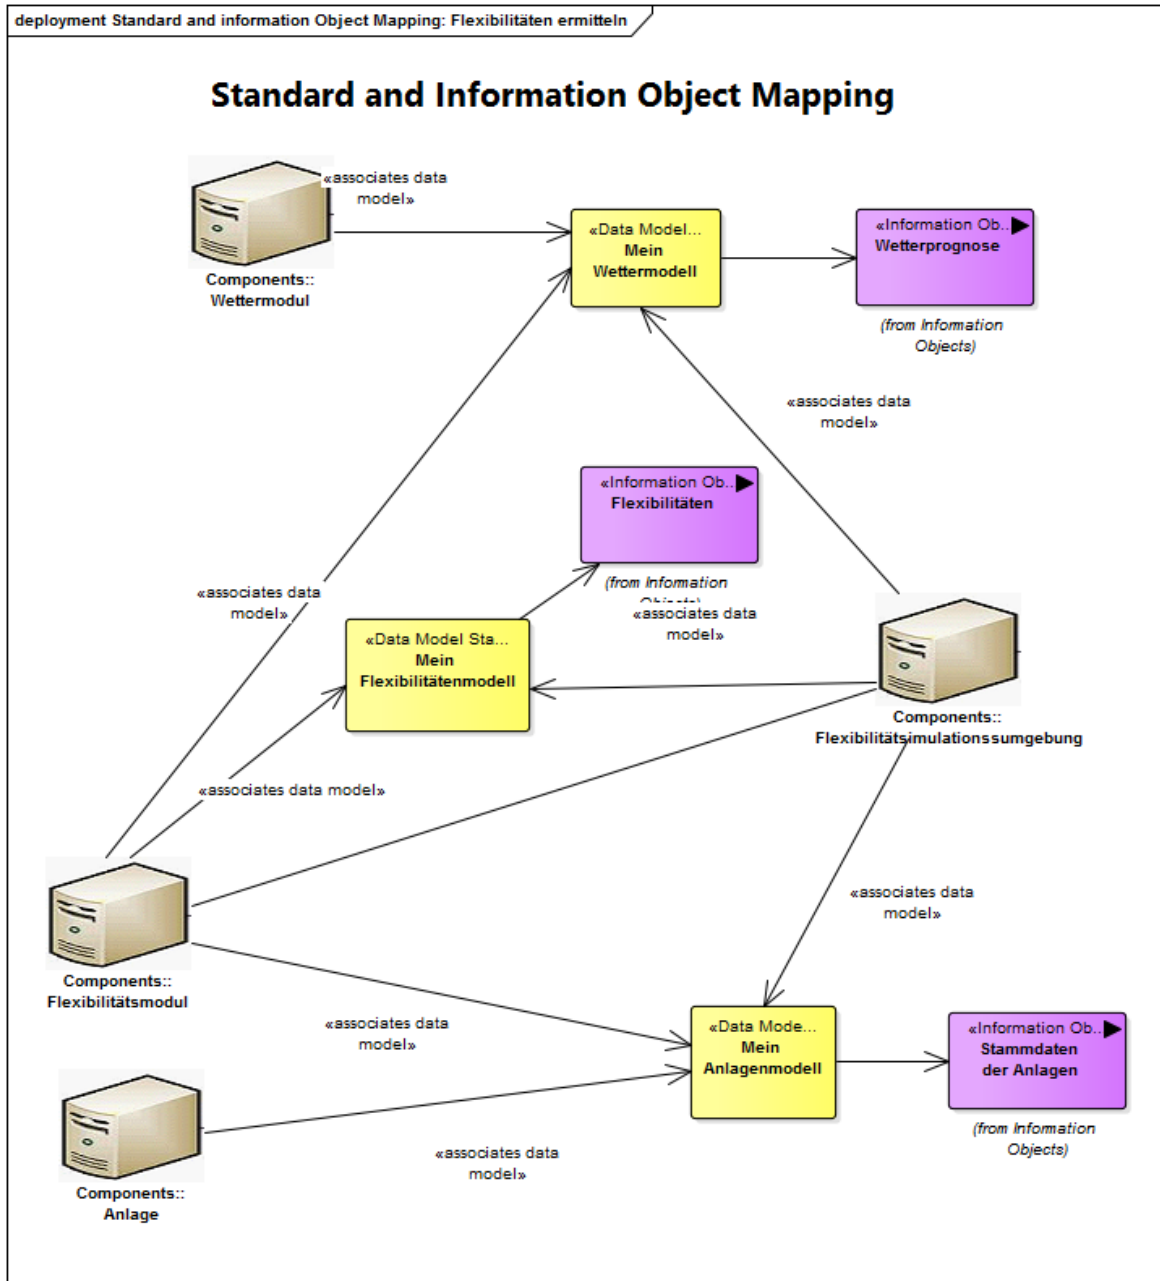 deployment Standard and information Object Mapping: Flexibilitäten ermitteln
Standard and Information Object Mapping
«associates data
model»
Components::
Wettermodul
«Data Model...
Mein
Wettermodell
«Information Ob...
Wetterprognose
(from Information
Objects)
«associates data
model»
«Information Ob...
Flexibilitäten
(from Information
Objects)
«associates data
model»
«associates data
model»
«Data Model Sta...
Mein
Flexibilitätenmodell
Components::
Flexibilitätsimulationssumgebung
«associates data model»
Components::
Flexibilitätsmodul
«associates data
model»
«associates data
model»
«Data Mode...
Mein
Anlagenmodell
«Information Ob...
Stammdaten
der Anlagen
(from Information
Objects)
«associates data
model»
Components::
Anlage